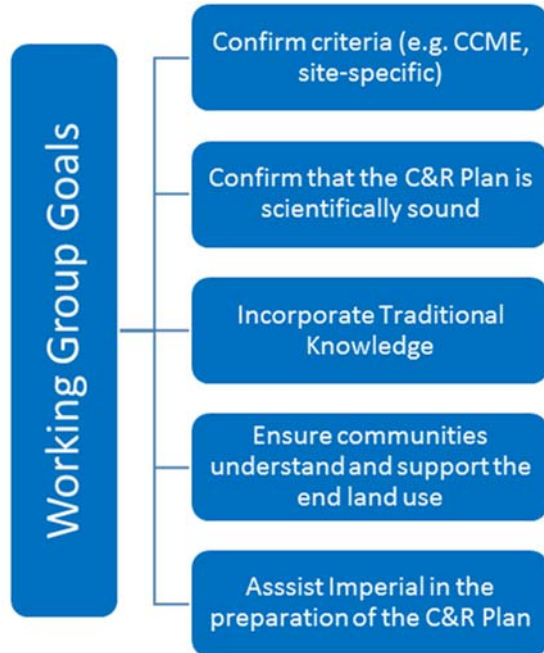 Working Group Goals
Confirm criteria (e.g. CCME,
site-specific)
Confirm that the C&R Plan is
scientifically sound
Incorporate Traditional
Knowledge
Ensure communities
understand and support the
end land use
Asssist Imperial in the
preparation of the C&R Plan